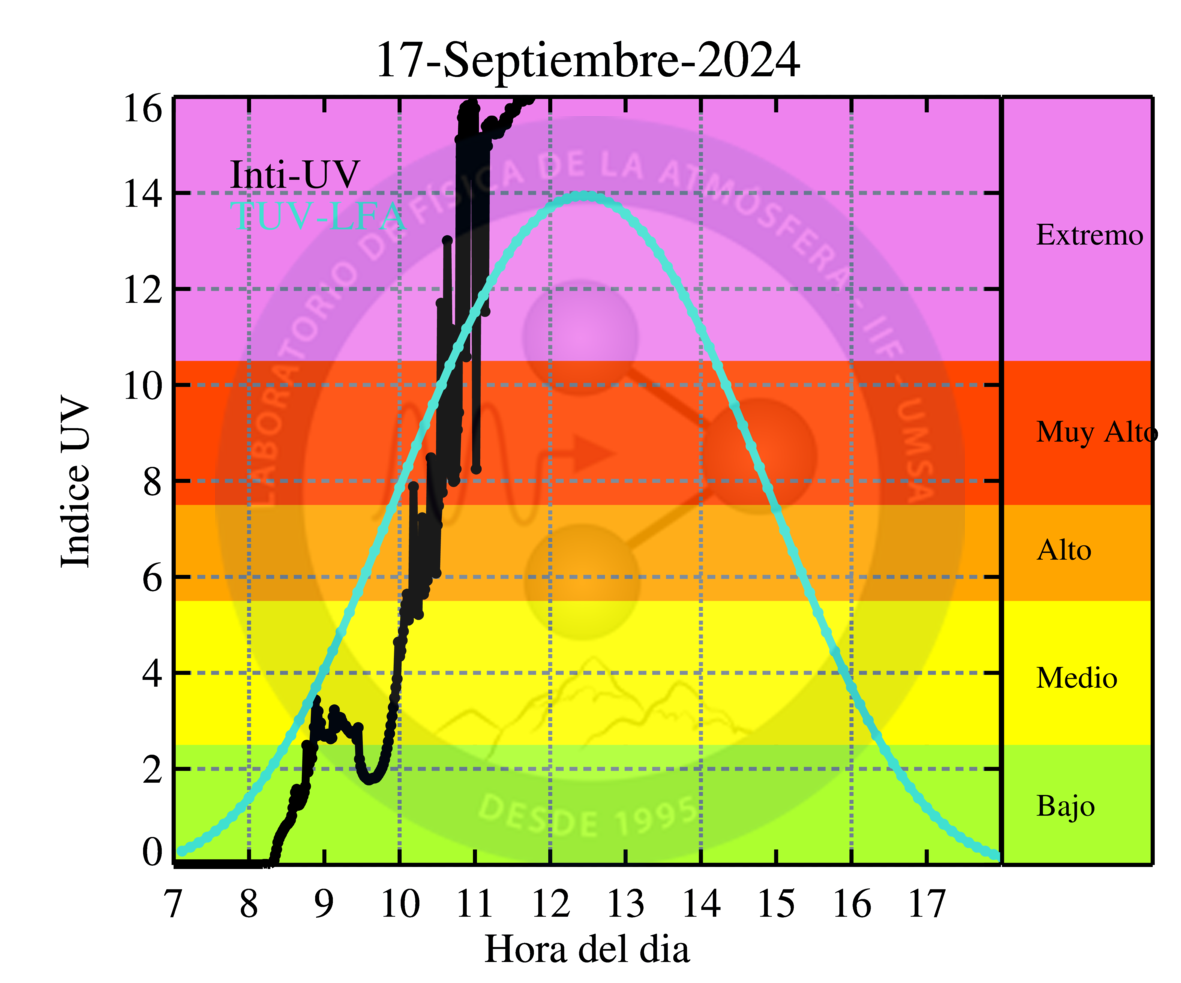 17-Septiembre-2024
Inti-UV
TUV-LFA
Indice UV
16
14
12
10
8
6
4
2
0
7 8 9 10 11 12 13 14 15 16 17
Hora del dia
Extremo
Muy Alto
Alto
Medio
Bajo
LABORATORIO DE FÍSICA DE LA ATMÓSFERA - IIF - UMSA
DESDE 1995